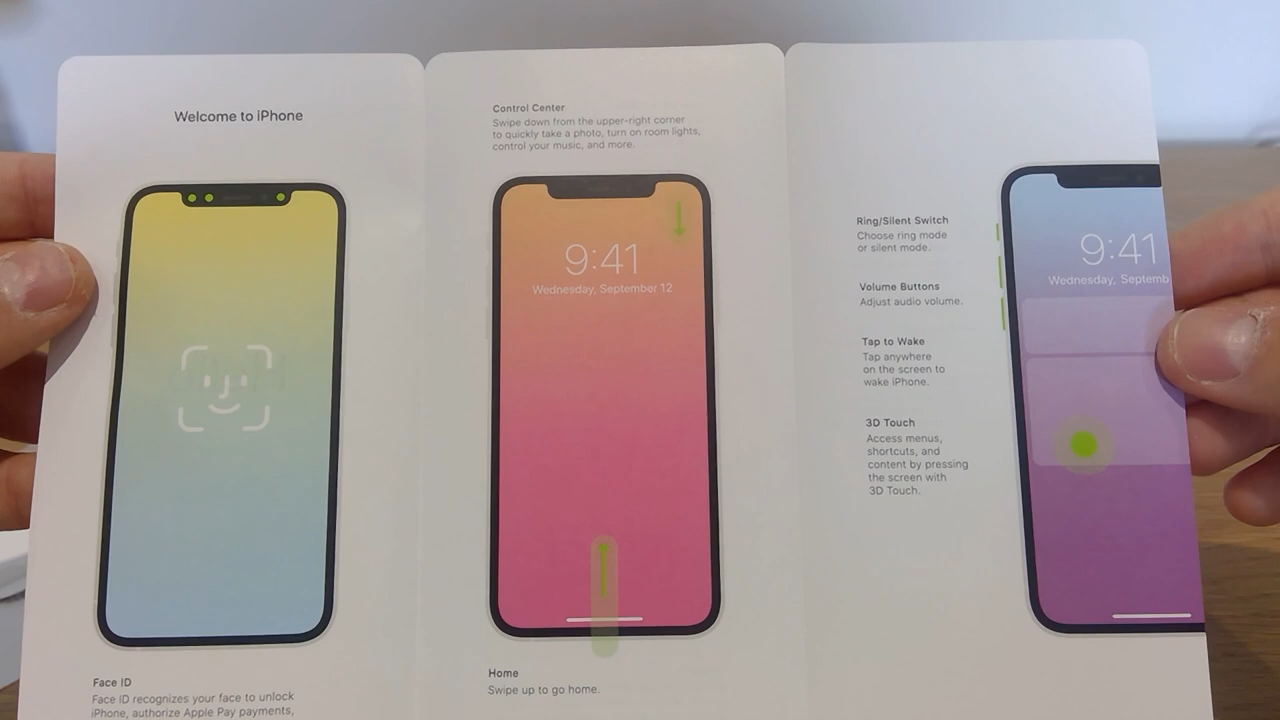 Welcome to iPhone
Face ID
Face ID recognizes your face to unlock
iPhone, authorize Apple Pay payments,
Control Center
Swipe down from the upper-right corner
to quickly take a photo, turn on room lights,
control your music, and more.
9:41
Wednesday, September 12
Home
Swipe up to go home.
Ring/Silent Switch
Choose ring mode
or silent mode.
Volume Buttons
Adjust audio volume.
Tap to Wake
Tap anywhere
on the screen to
wake iPhone.
3D Touch
Access menus,
shortcuts, and
content by pressing
the screen with
3D Touch.
9:41
Wednesday, Septemb